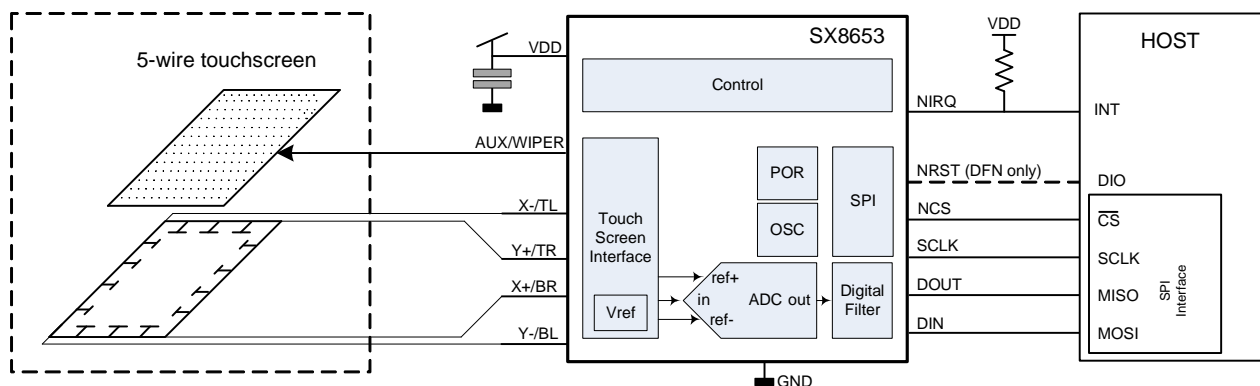 5-wire touchscreen
VDD
AUX/WIPER
X-/TL
Y+/TR
X+/BR
Y-/BL
SX8653
Control
Touch
Screen
Interface
Vref
POR
OSC
SPI
ref+
in
ref-
ADC out
Digital
Filter
GND
VDD
NIRQ
NRST (DFN only)
NCS
SCLK
DOUT
DIN
HOST
INT
DIO
CS
SCLK
MISO
MOSI
SPI
Interface